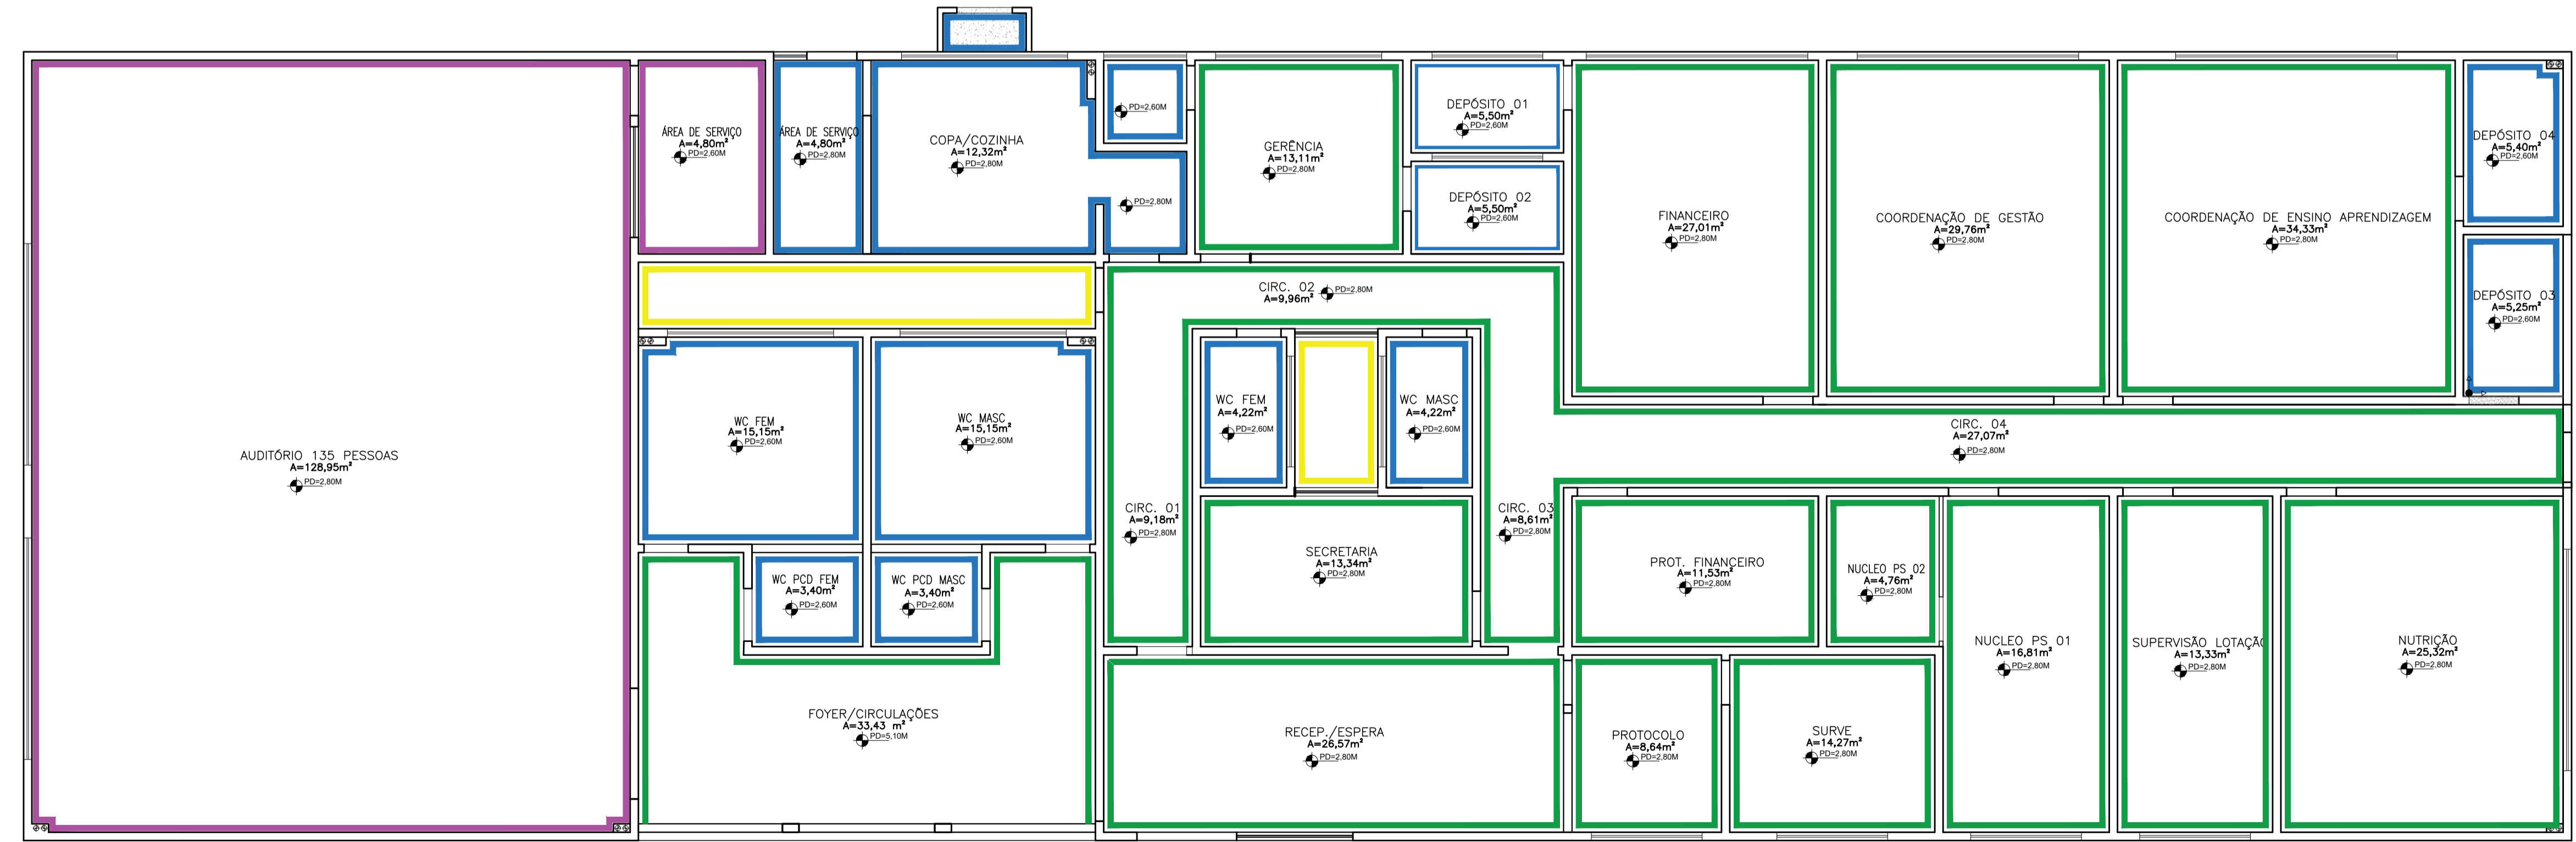 ÁREA DE SERVIÇO
A=4,80m²
PD=2,60M
ÁREA DE SERVIÇO
A=4,80m²
PD=2,80M
COPA/COZINHA
A=12,32m²
PD=2,80M
PD=2,60M
PD=2,80M
GERÊNCIA
A=13,11m²
PD=2,80M
DEPÓSITO 01
A=5,50m²
PD=2,60M
DEPÓSITO 02
A=5,50m²
PD=2,60M
FINANCEIRO
A=27,01m²
PD=2,80M
COORDENAÇÃO DE GESTÃO
A=29,76m²
PD=2,80M
COORDENAÇÃO DE ENSINO APRENDIZAGEM
A=34,33m²
PD=2,80M
DEPÓSITO 04
A=5,40m²
PD=2,60M
DEPÓSITO 03
A=5,25m²
PD=2,60M
CIRC. 02
A=9,96m²
PD=2,80M
AUDITÓRIO 135 PESSOAS
A=128,95m²
PD=2,80M
WC FEM
A=15,15m²
PD=2,60M
WC MASC
A=15,15m²
PD=2,60M
WC FEM
A=4,22m²
PD=2,60M
WC MASC
A=4,22m²
PD=2,60M
CIRC. 04
A=27,07m²
PD=2,80M
CIRC. 01
A=9,18m²
PD=2,80M
CIRC. 03
A=8,61m²
PD=2,80M
SECRETARIA
A=13,34m²
PD=2,80M
PROT. FINANCEIRO
A=11,53m²
PD=2,80M
NUCLEO PS 02
A=4,76m²
PD=2,80M
WC PCD FEM
A=3,40m²
PD=2,60M
WC PCD MASC
A=3,40m²
PD=2,60M
NUCLEO PS 01
A=16,81m²
PD=2,80M
SUPERVISÃO LOTAÇÃO
A=13,33m²
PD=2,80M
NUTRIÇÃO
A=25,32m²
PD=2,80M
FOYER/CIRCULAÇÕES
A=33,43 m²
PD=5,10M
RECEP./ESPERA
A=26,57m²
PD=2,80M
PROTOCOLO
A=8,64m²
PD=2,80M
SURVE
A=14,27m²
PD=2,80M